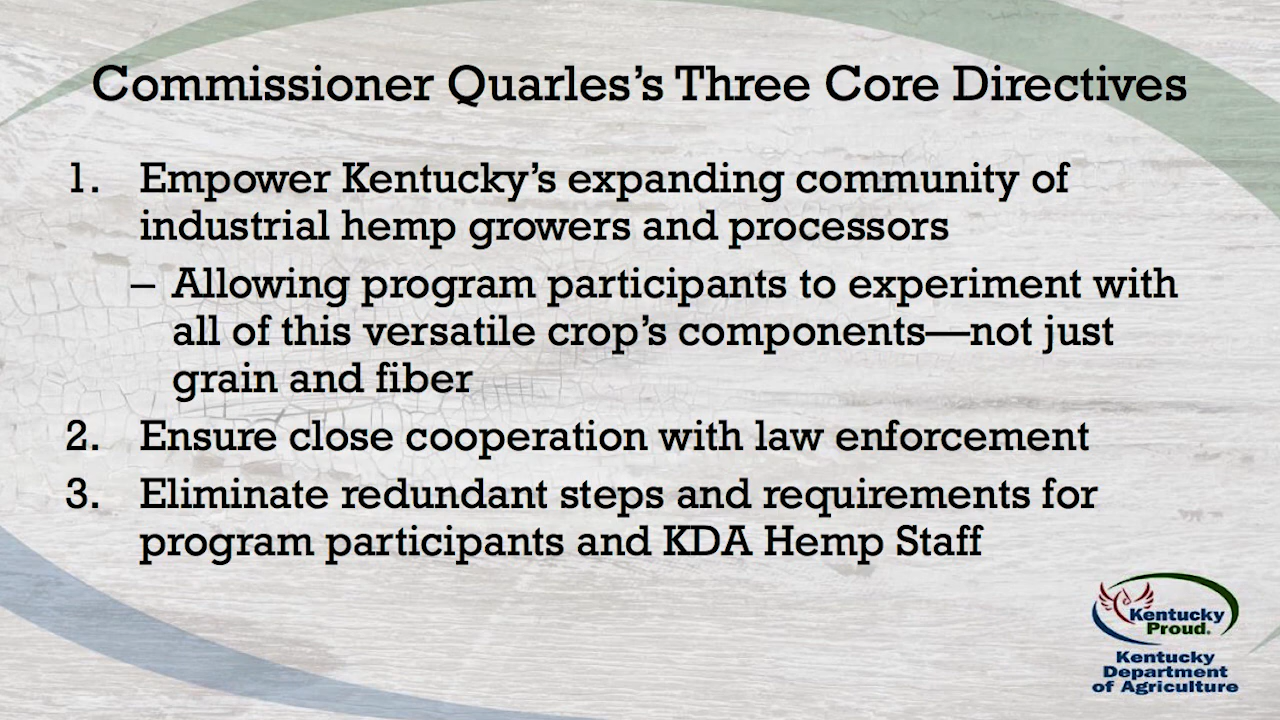 Commissioner Quarles’s Three Core Directives
1. Empower Kentucky’s expanding community of
industrial hemp growers and processors
– Allowing program participants to experiment with
all of this versatile crop’s components—not just
grain and fiber
2. Ensure close cooperation with law enforcement
3. Eliminate redundant steps and requirements for
program participants and KDA Hemp Staff
Kentucky
Proud.
Kentucky
Department
of Agriculture